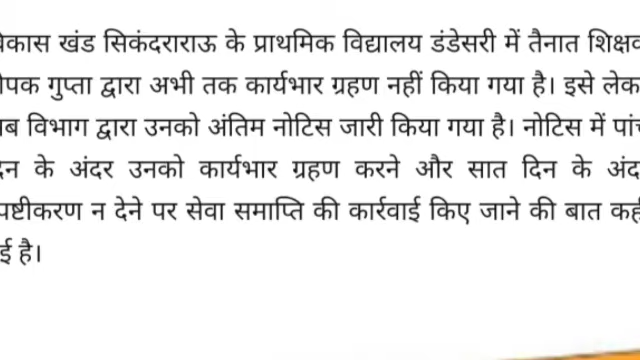 विकास खंड सिकंदराराऊ के प्राथमिक विद्यालय डंडेसरी में तैनात शिक्षक
दीपक गुप्ता द्वारा अभी तक कार्यभार ग्रहण नहीं किया गया है। इसे लेकर
अब विभाग द्वारा उनको अंतिम नोटिस जारी किया गया है। नोटिस में पांच
दिन के अंदर उनको कार्यभार ग्रहण करने और सात दिन के अंदर
स्पष्टीकरण न देने पर सेवा समाप्ति की कार्रवाई किए जाने की बात कही
गई है।